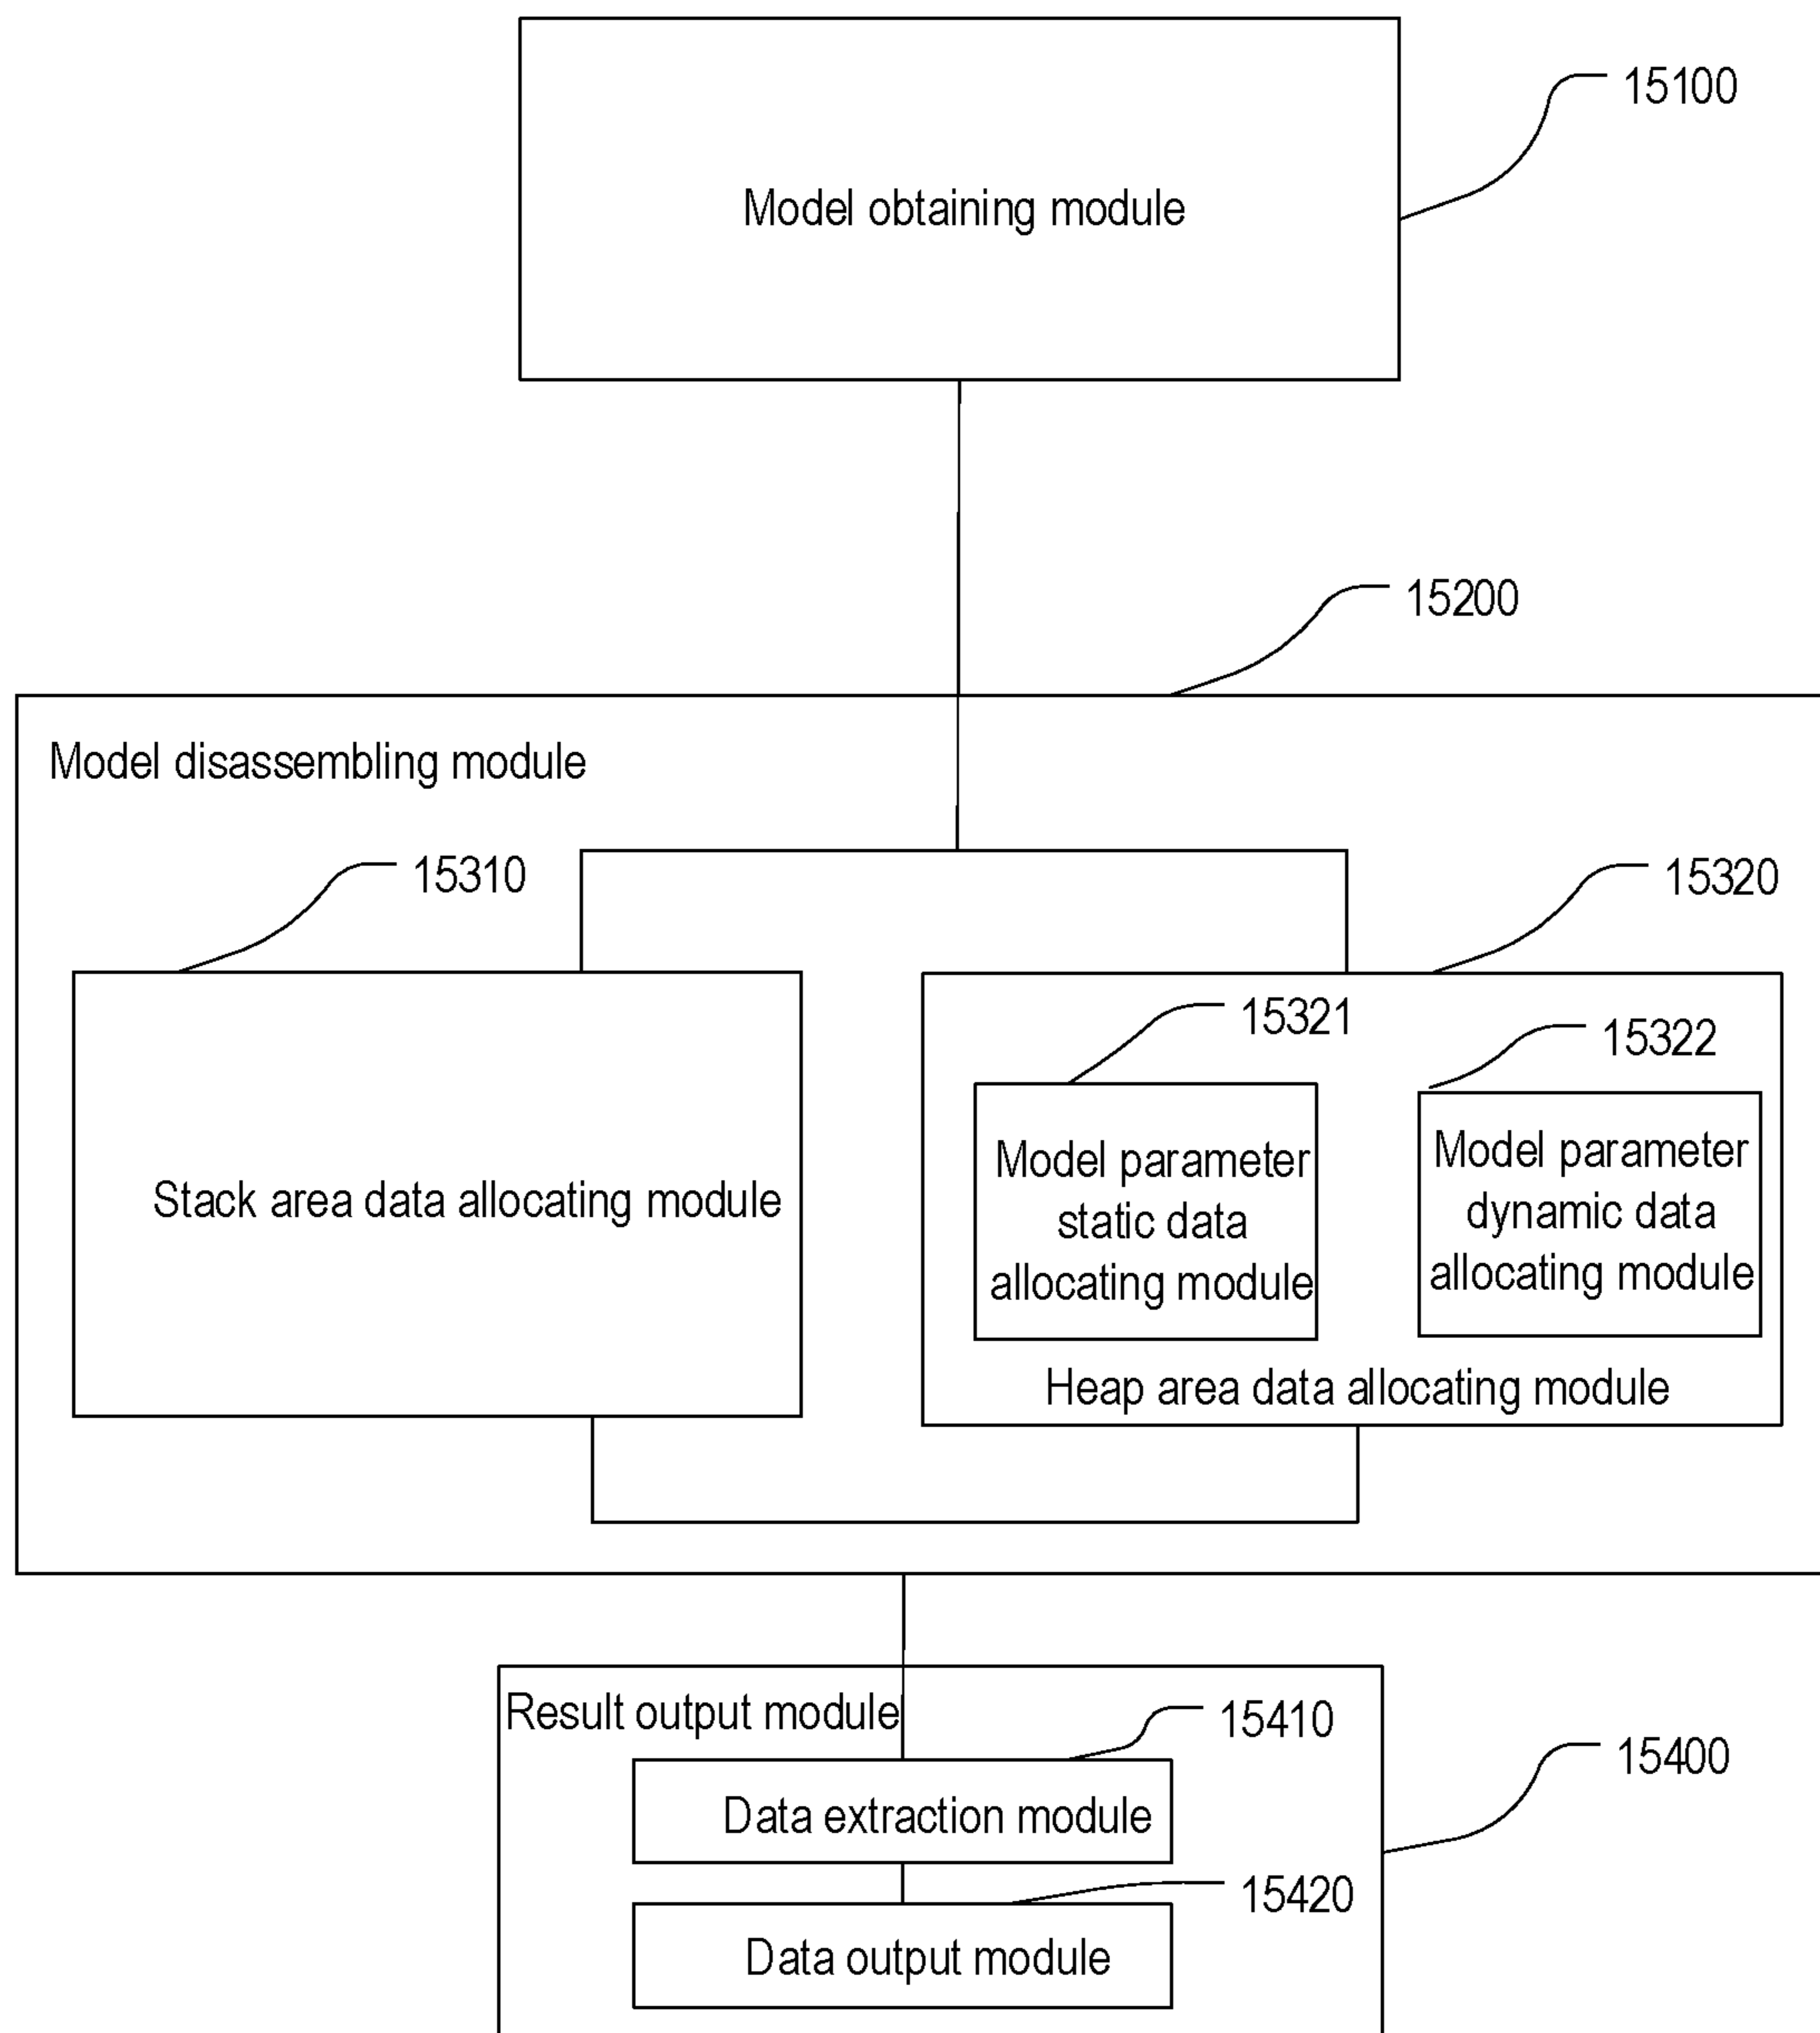 15100
Model obtaining module
15200
Model disassembling module
15310
15320
15321
15322
Stack area data allocating module
Model parameter
static data
allocating module
Model parameter
dynamic data
allocating module
Heap area data allocating module
Result output module
15410
15400
Data extraction module
15420
Data output module